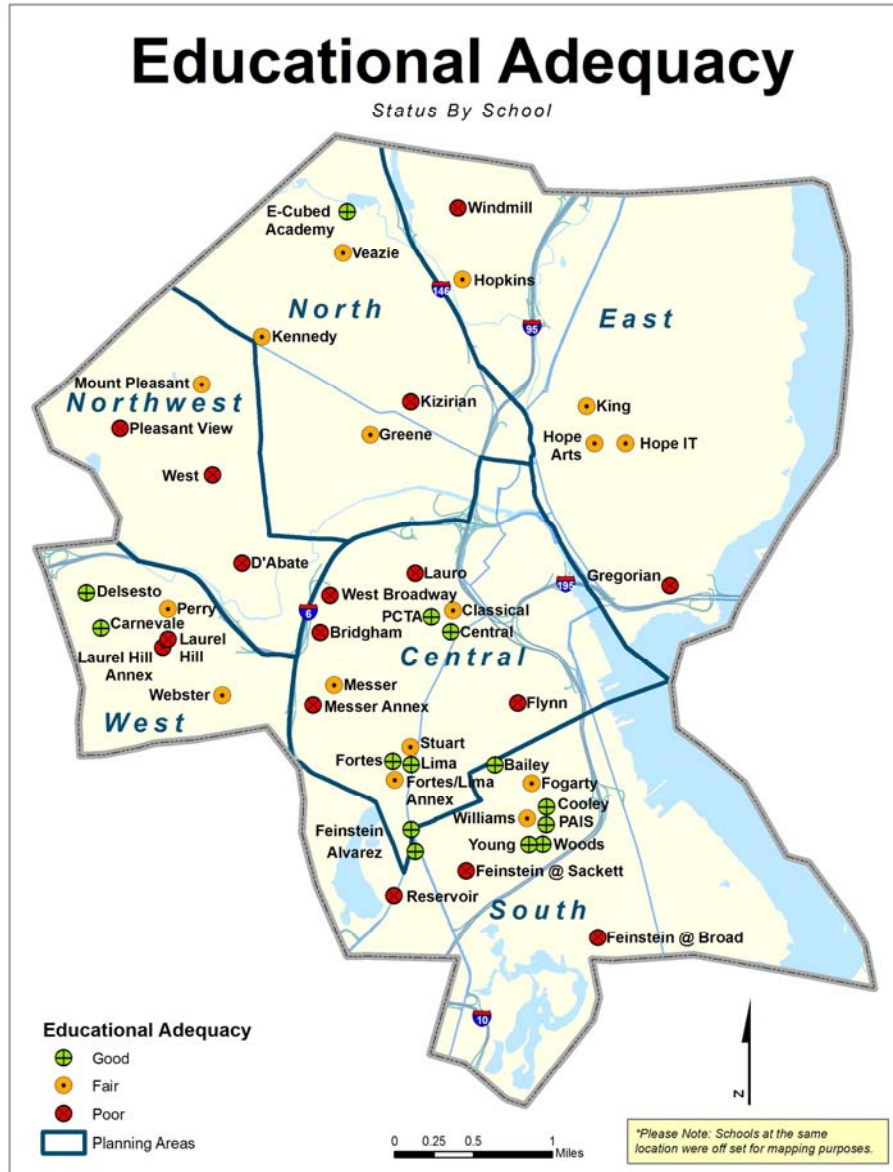 Educational Adequacy
Status By School
E-Cubed
Academy
Windmill
Veazie
Hopkins
146
North
95
East
Kennedy
Mount Pleasant
Northwest
Kizirian
King
Pleasant View
Greene
Hope
Arts
Hope IT
West
D'Abate
Lauro
Gregorian
195
Delsesto
West Broadway
Perry
6
PCTA
Classical
Carnevale
Bridgham
Central
Laurel
Hill
Laurel Hill
Annex
Central
Messer
Webster
Messer Annex
Flynn
West
Stuart
Fortes
Lima
Bailey
Fortes/Lima
Annex
Fogarty
Cooley
Williams
PAIS
Feinstein
Young
Woods
Alvarez
Feinstein @ Sackett
Reservoir
South
Feinstein @ Broad
10
Educational Adequacy
Good
Fair
Poor
Planning Areas
0 0.25 0.5 1
Miles
N
*Please Note: Schools at the same
location were off set for mapping purposes.